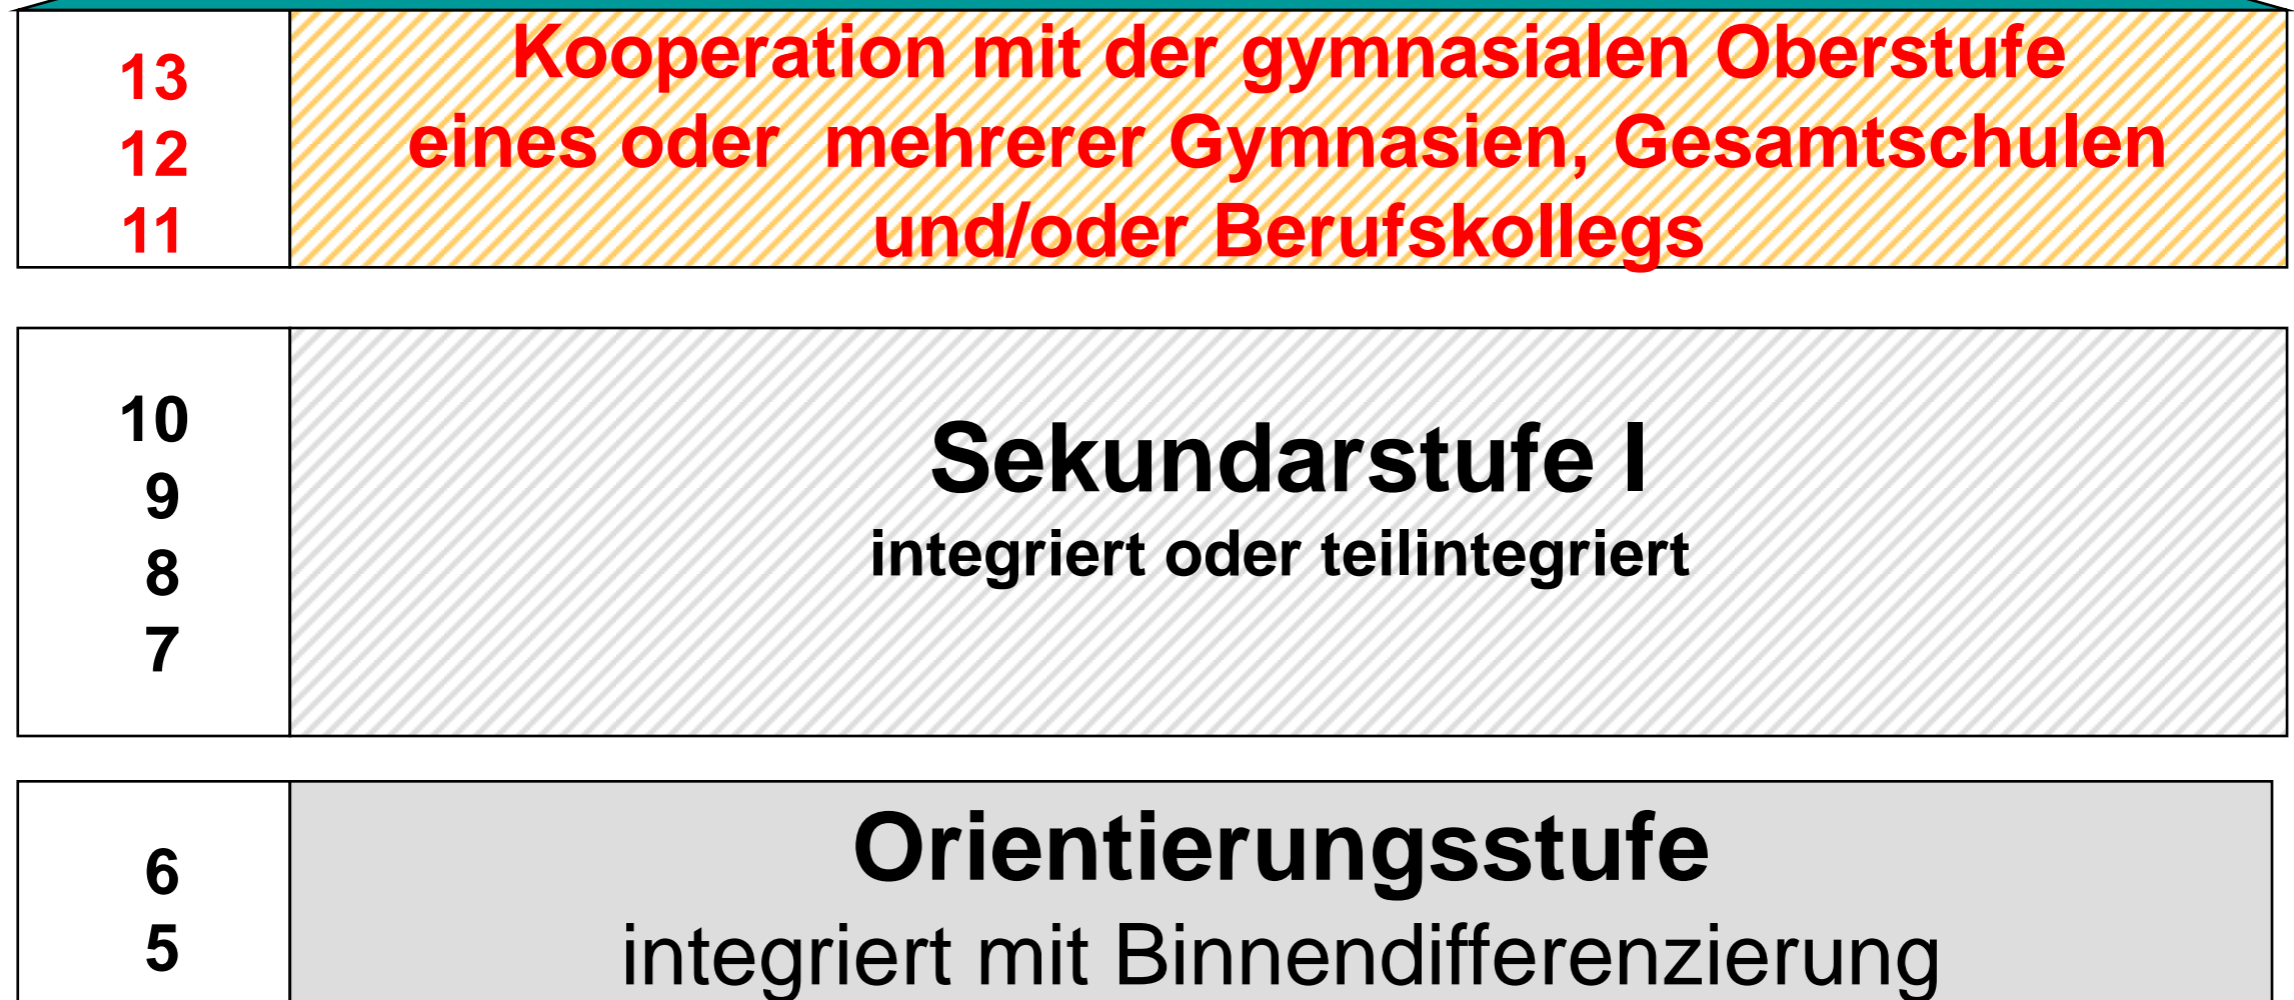 13
12
11
Kooperation mit der gymnasialen Oberstufe
eines oder  mehrerer Gymnasien, Gesamtschulen
und/oder Berufskollegs
10
9
8
7
Sekundarstufe I
integriert oder teilintegriert
6
5
Orientierungsstufe
integriert mit Binnendifferenzierung